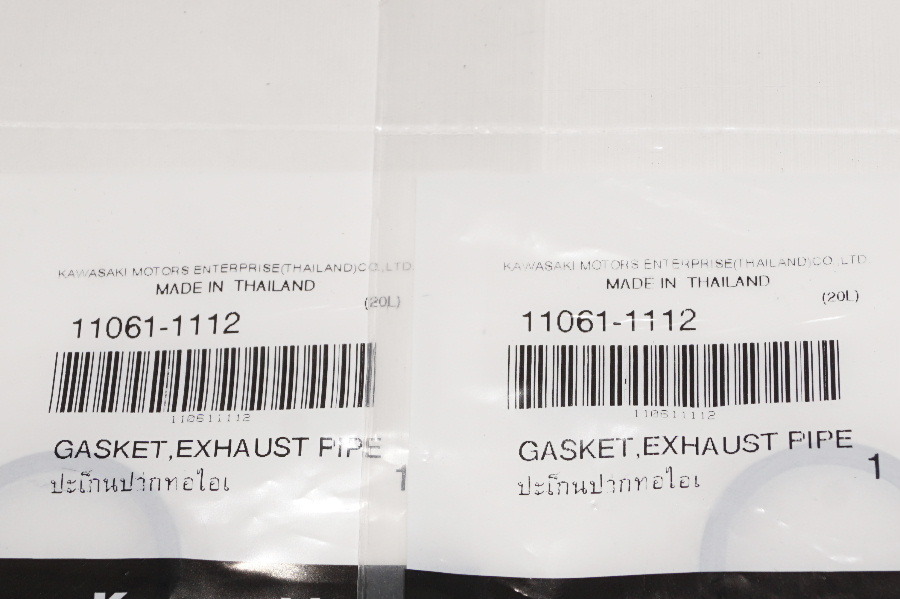 KAWASAKI MOTORS ENTERPRISE(THAILAND)CO.,LTD.
MADE IN THAILAND
(20L)
11061-1112
110611112
GASKET,EXHAUST PIPE
1
ปะเก็นปากท่อไอเ
KAWASAKI MOTORS ENTERPRISE(THAILAND)CO.,LTD.
MADE IN THAILAND
(20L)
11061-1112
110611112
GASKET,EXHAUST PIPE
1
ปะเก็นปากท่อไอเ